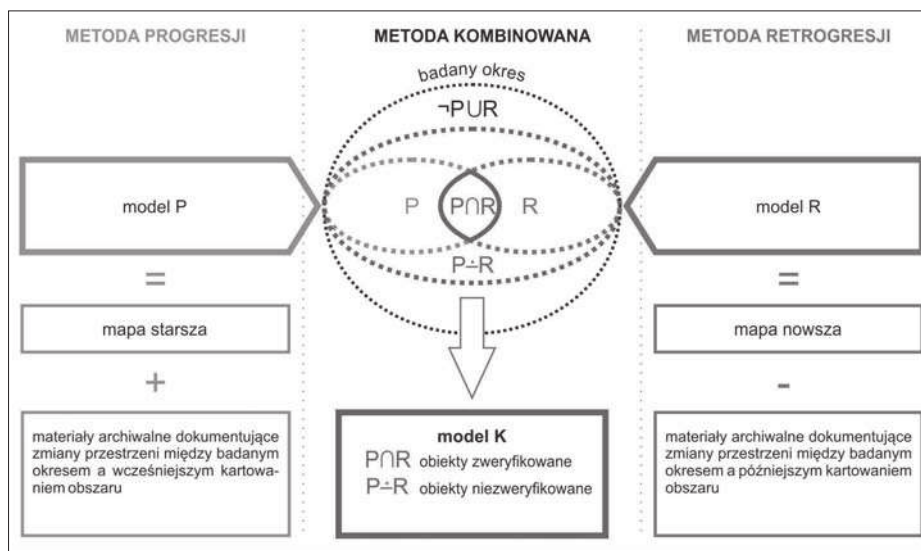 METODA PROGRESJI
METODA KOMBINOWANA
METODA RETROGRESJI
badany okres
¬P∪R
model P
P
P∩R
R
model R
P∸R
=
=
mapa starsza
mapa nowsza
+
-
materiały archiwalne dokumentujące
zmiany przestrzeni między badanym
okresem a wcześniejszym kartowa-
niem obszaru
model K
P∩R obiekty zweryfikowane
P∸R obiekty niezweryfikowane
materiały archiwalne dokumentujące
zmiany przestrzeni między badanym
okresem a późniejszym kartowaniem
obszaru